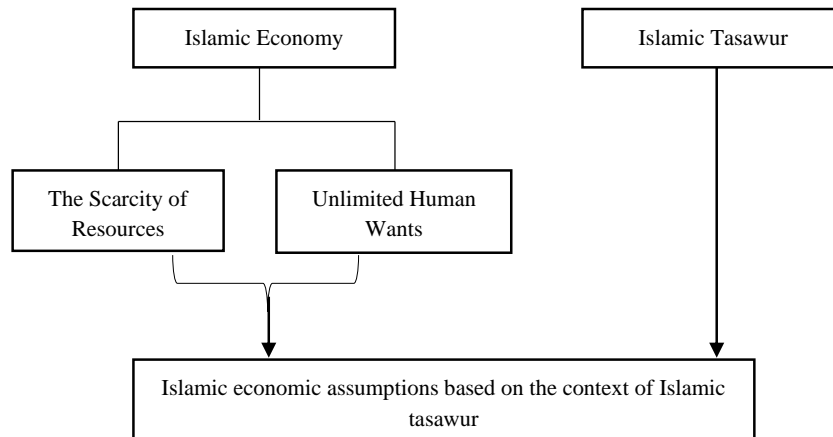 Islamic Economy
Islamic Tasawur
The Scarcity of
Resources
Unlimited Human
Wants
Islamic economic assumptions based on the context of Islamic
tasawur